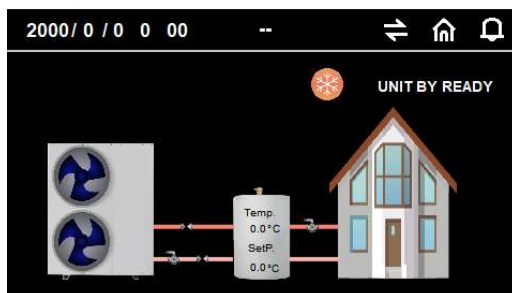 2000/ 0 / 0 0 00 --
UNIT BY READY
Temp.
0.0°C
SetP.
0.0°C